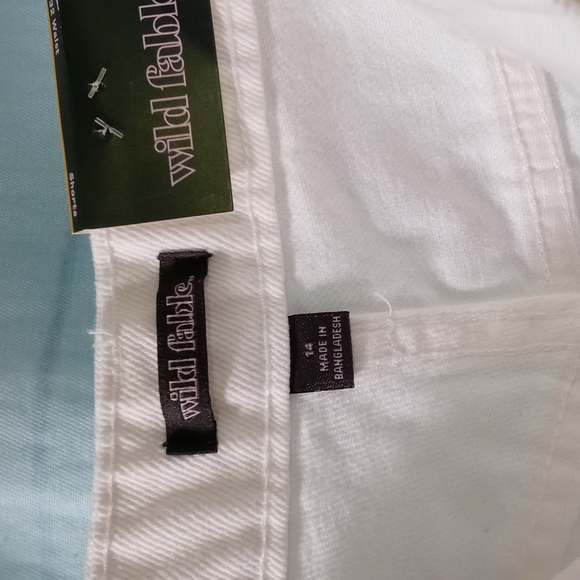 wild fable
Shorts
wild fable
14
MADE IN
BANGLADESH